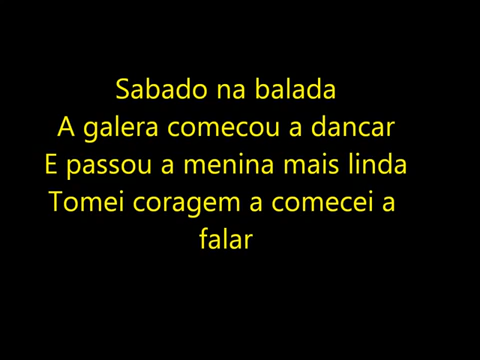 Sabado na balada
A galera comecou a dancar
E passou a menina mais linda
Tomei coragem a comecei a
falar